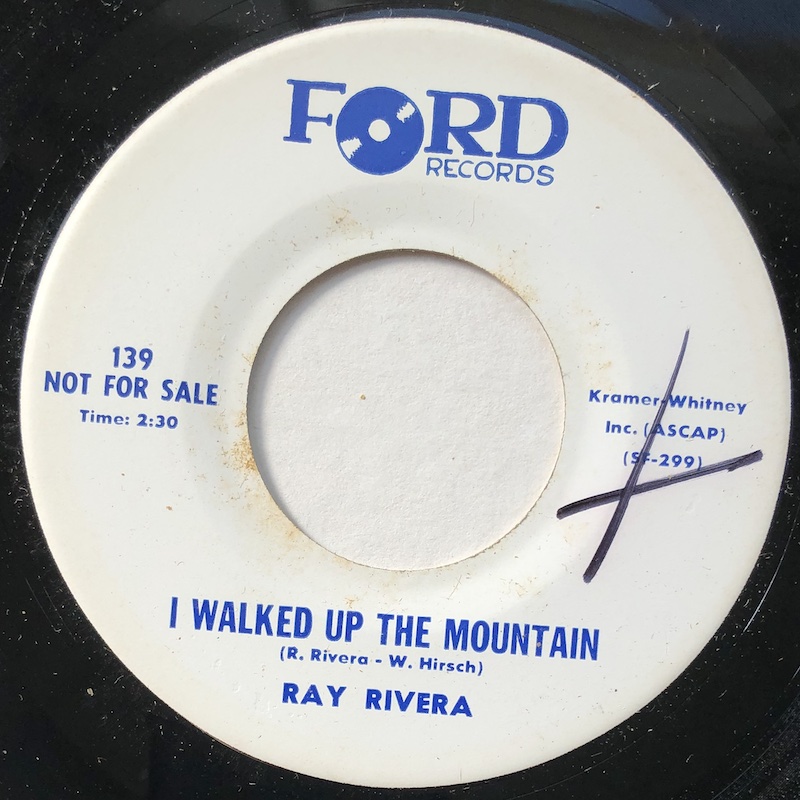 FORD
RECORDS
139
NOT FOR SALE
Time: 2:30
Kramer-Whitney
Inc. (ASCAP)
(SF-299)
I WALKED UP THE MOUNTAIN
(R. Rivera - W. Hirsch)
RAY RIVERA